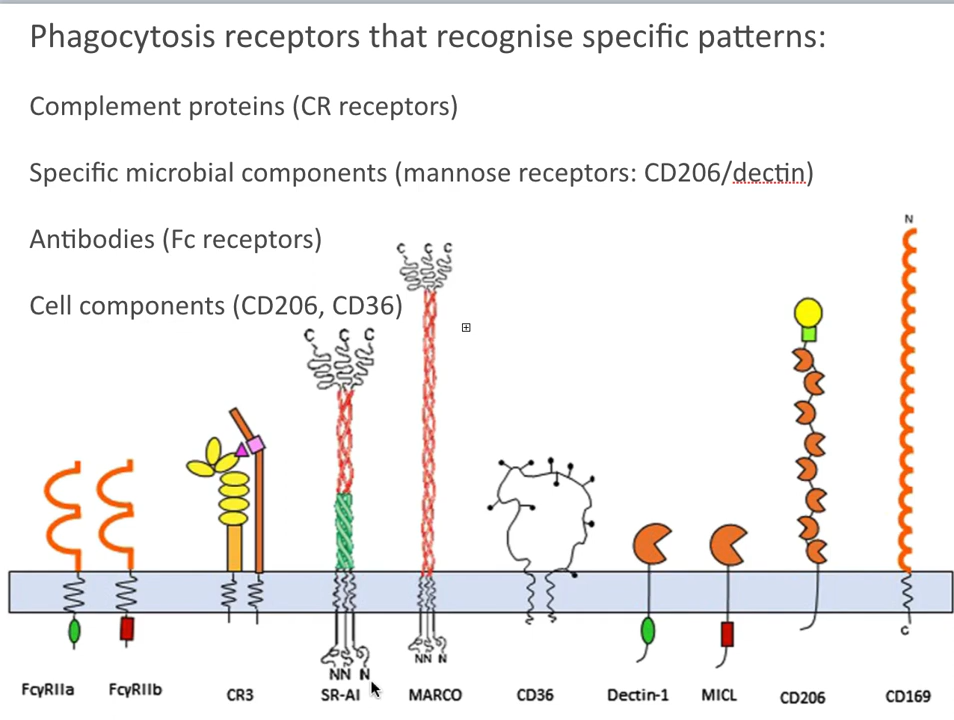 Phagocytosis receptors that recognise specific patterns:
Complement proteins (CR receptors)
Specific microbial components (mannose receptors: CD206/dectin)
Antibodies (Fc receptors)
Cell components (CD206, CD36)
N
C C C
C C C
NN N
NN N
C
FcγRIIa FcγRIIb CR3 SR-AI MARCO CD36 Dectin-1 MICL CD206 CD169